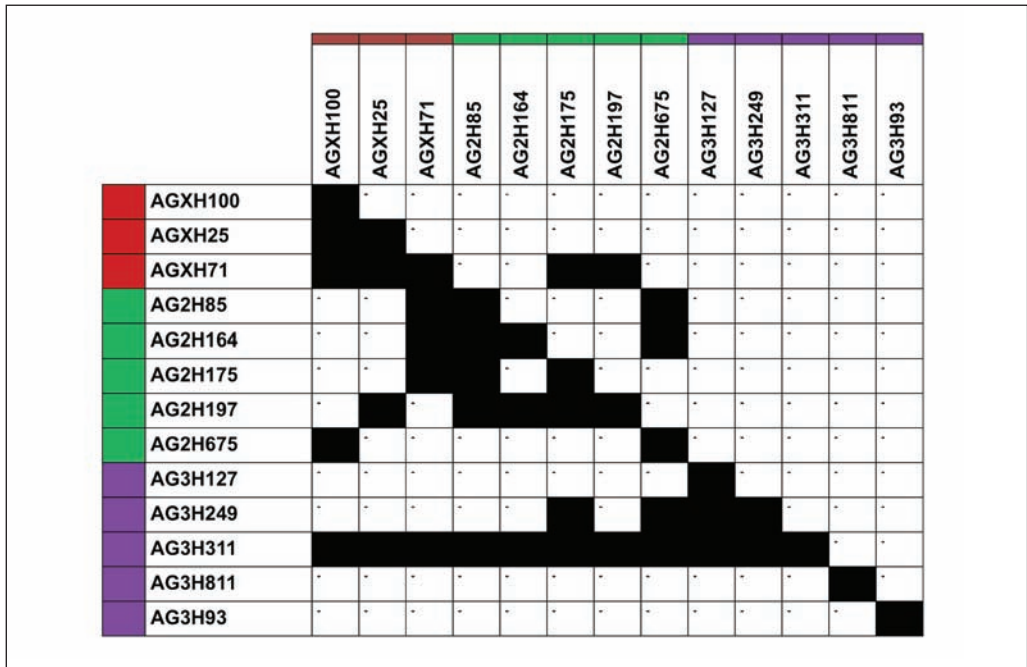 AGXH100 AGXH25 AGXH71 AG2H85 AG2H164 AG2H175 AG2H197 AG2H675 AG3H127 AG3H249 AG3H311 AG3H811 AG3H93
AGXH100 - - - - - - - - - - - -
AGXH25 - - - - - - - - - - -
AGXH71 - - - - - - - -
AG2H85 - - - - - - - - - -
AG2H164 - - - - - - - - -
AG2H175 - - - - - - - - - -
AG2H197 - - - - - - - -
AG2H675 - - - - - - - - - - -
AG3H127 - - - - - - - - - - - -
AG3H249 - - - - - - - - -
AG3H311 - -
AG3H811 - - - - - - - - - - - -
AG3H93 - - - - - - - - - - - -